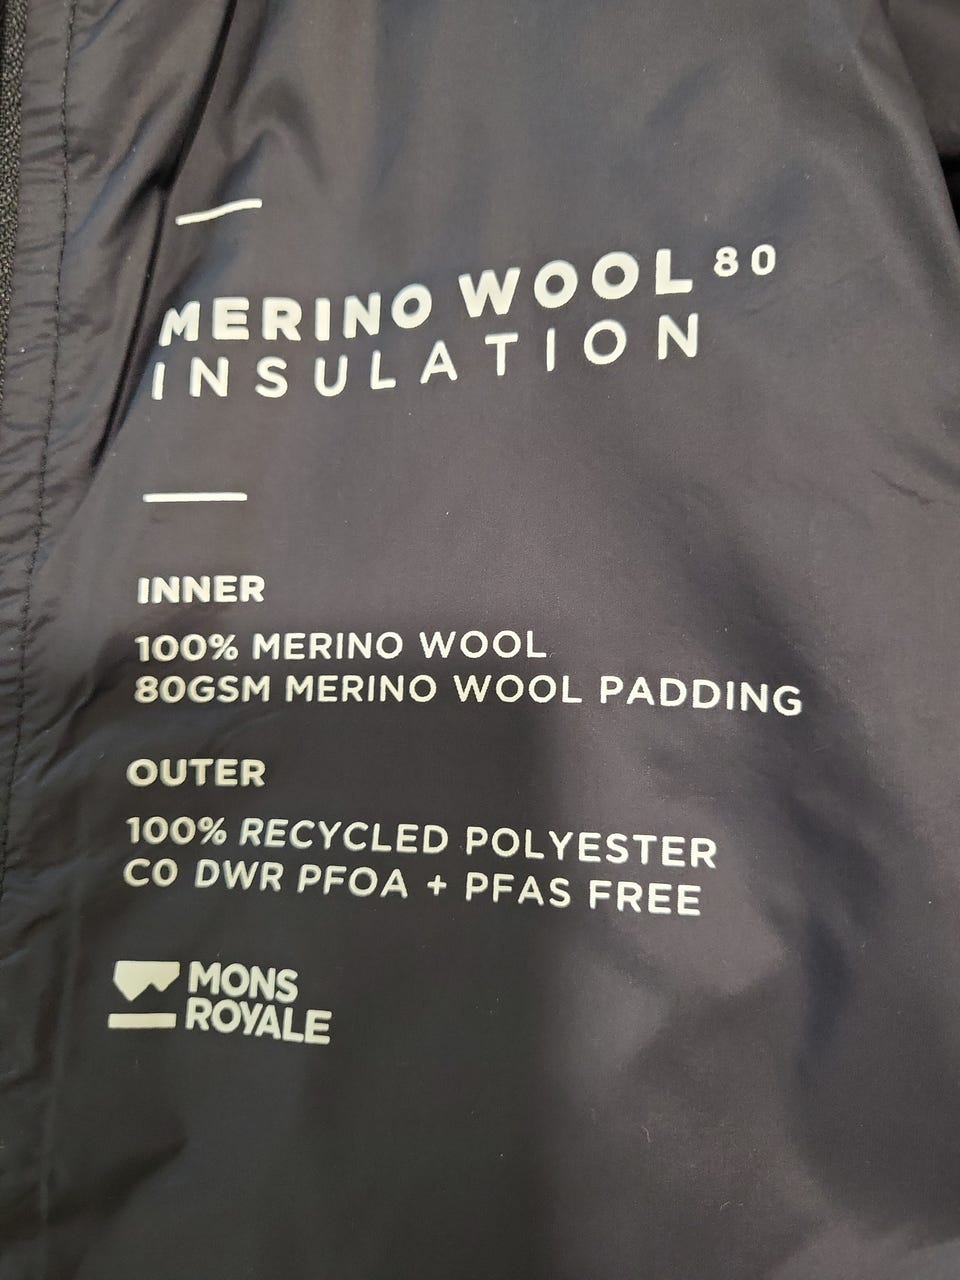 MERINO WOOL 80
INSULATION
INNER
100% MERINO WOOL
80GSM MERINO WOOL PADDING
OUTER
100% RECYCLED POLYESTER
C0 DWR PFOA + PFAS FREE
MONS
ROYALE